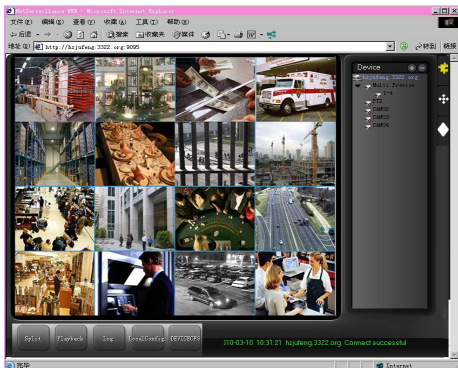 NetSurveillance WEB - Microsoft Internet Explorer
文件(F) 编辑(E) 查看(V) 收藏(A) 工具(T) 帮助(H)
后退 搜索 收藏夹 媒体
地址(D) http://hzjufeng.3322.org:9095 转到 链接
Device
hzjufeng.3322.org
Multi Preview
1-4
PTZ
CAM02
CAM03
CAM04
Split Playback Log LocalConfig DEVICECFG
010-03-10 10:31:21 hzjufeng.3322.org Connect successful
完毕 Internet